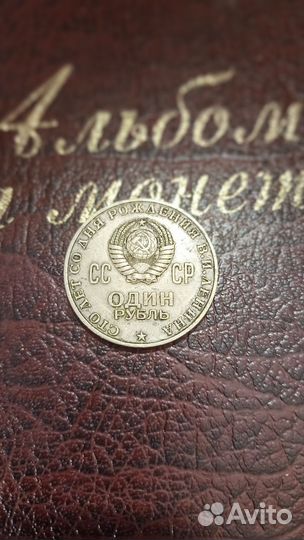 Альбом
монет
СТО ЛЕТ СО ДНЯ РОЖДЕНИЯ В.И.ЛЕНИНА
СС СР
ОДИН
РУБЛЬ
Avito